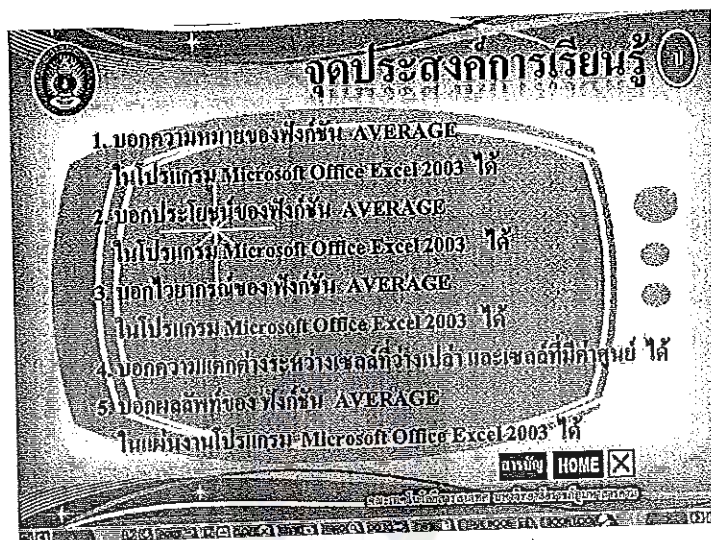 จุดประสงค์การเรียนรู้
1. บอกความหมายของฟังก์ชัน AVERAGE
ในโปรแกรม Microsoft Office Excel 2003 ได้
2. บอกประโยชน์ของฟังก์ชัน AVERAGE
ในโปรแกรม Microsoft Office Excel 2003 ได้
3. บอกไวยากรณ์ของ ฟังก์ชัน AVERAGE
ในโปรแกรม Microsoft Office Excel 2003 ได้
4. บอกความแตกต่างระหว่างเซลล์ที่ว่างเปล่า และเซลล์ที่มีค่าศูนย์ ได้
5. บอกผลลัพท์ของ ฟังก์ชัน AVERAGE
ในแผ่นงานโปรแกรม Microsoft Office Excel 2003 ได้
สารบัญ HOME